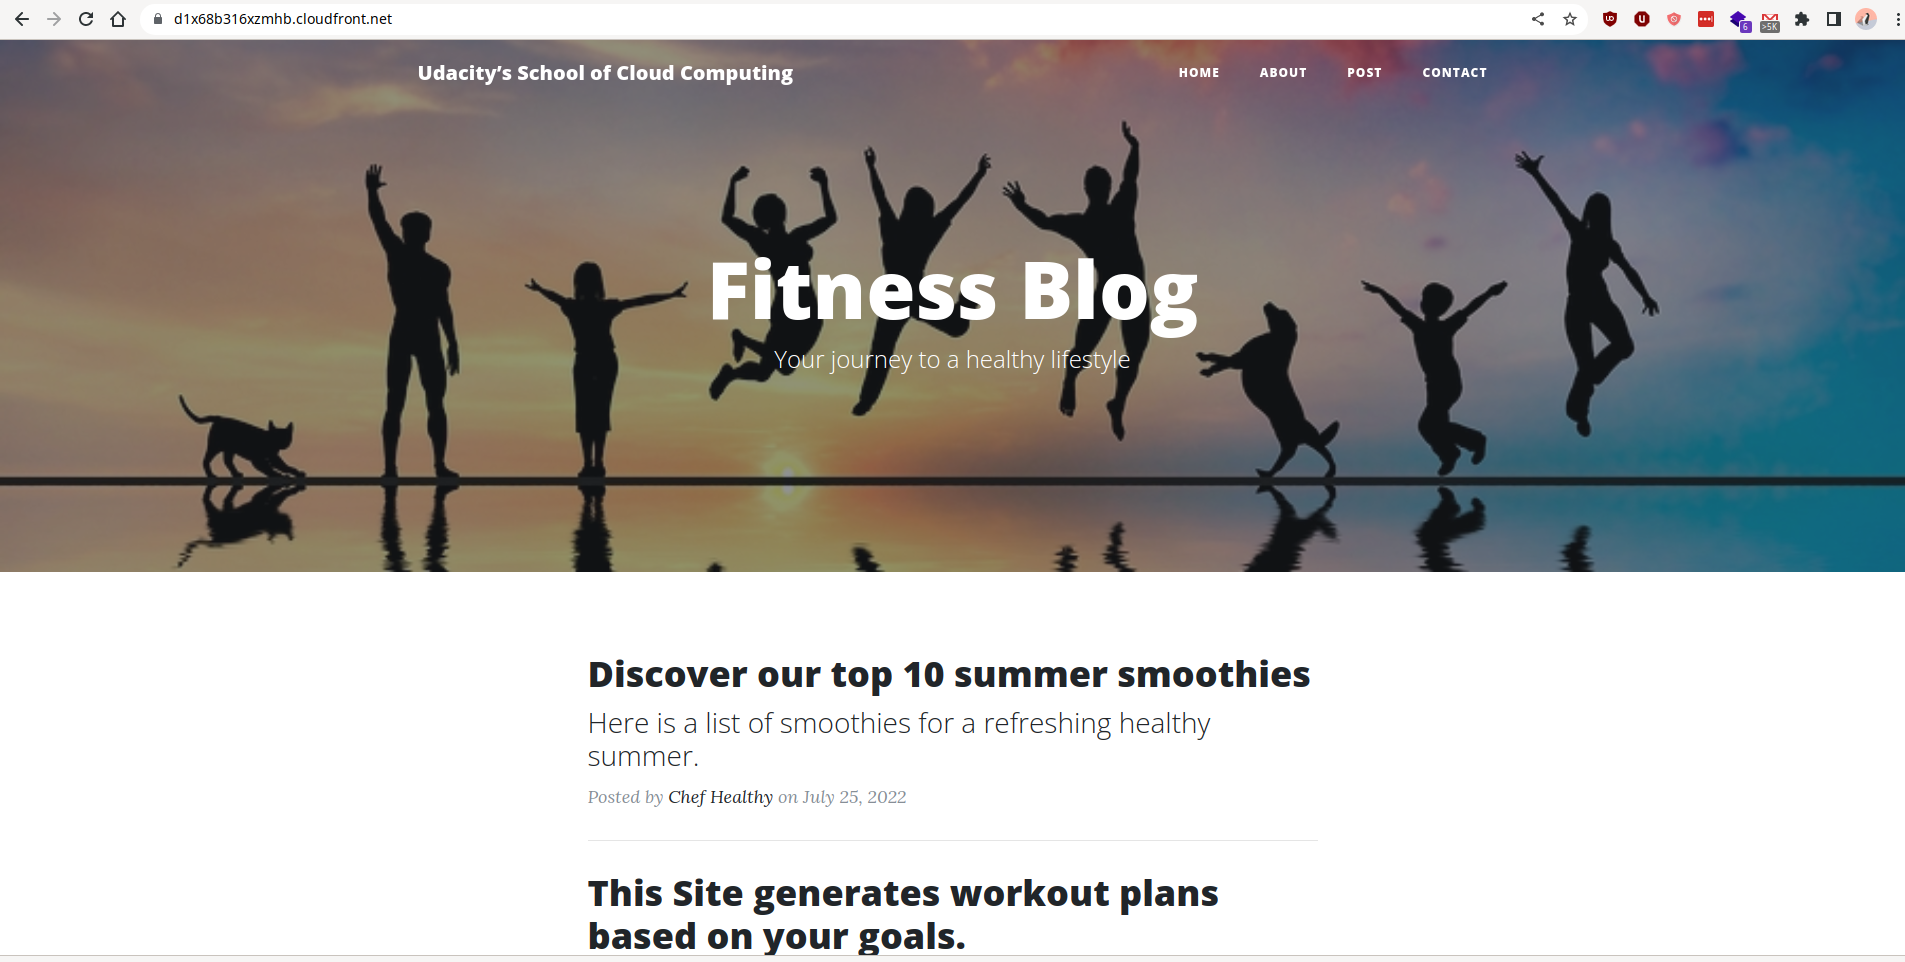 d1x68b316xzmhb.cloudfront.net
6
>5K
Udacity’s School of Cloud Computing
HOME
ABOUT
POST
CONTACT
Fitness Blog
Your journey to a healthy lifestyle
Discover our top 10 summer smoothies
Here is a list of smoothies for a refreshing healthy
summer.
Posted by Chef Healthy on July 25, 2022
This Site generates workout plans
based on your goals.